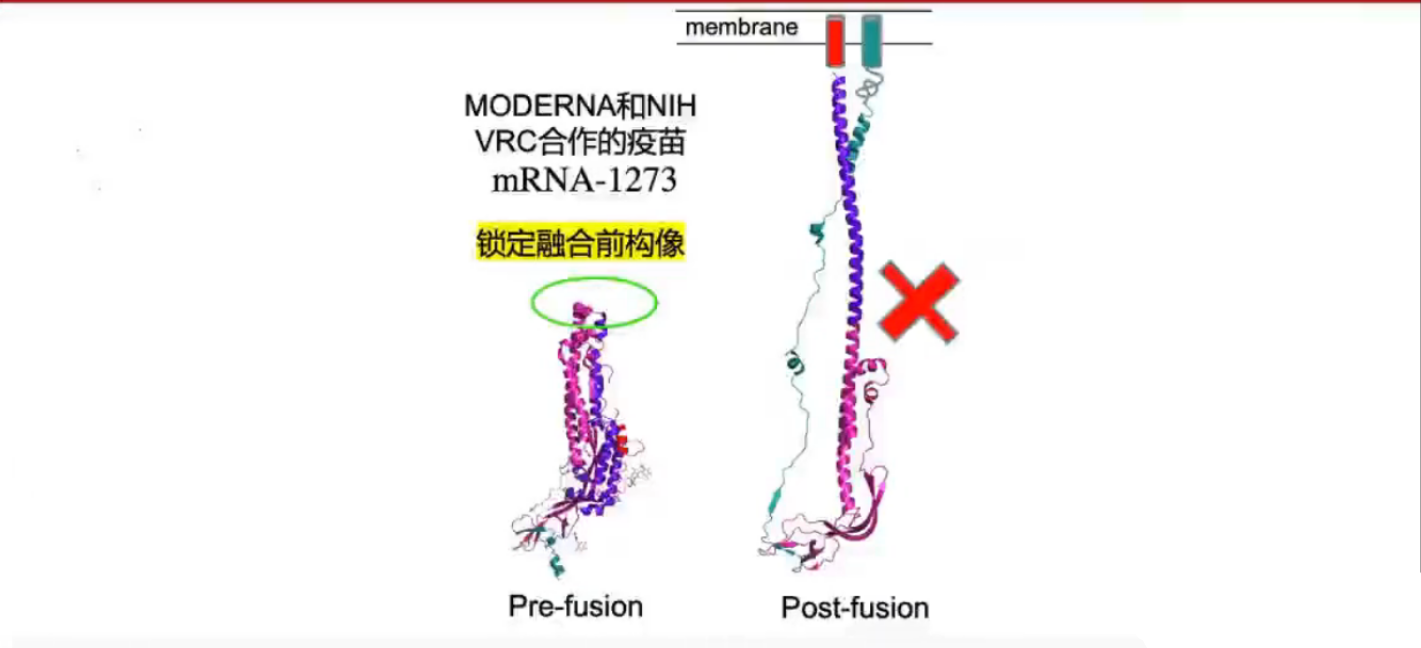 membrane
MODERNA和NIH
VRC合作的疫苗
mRNA-1273
锁定融合前构像
Pre-fusion
Post-fusion